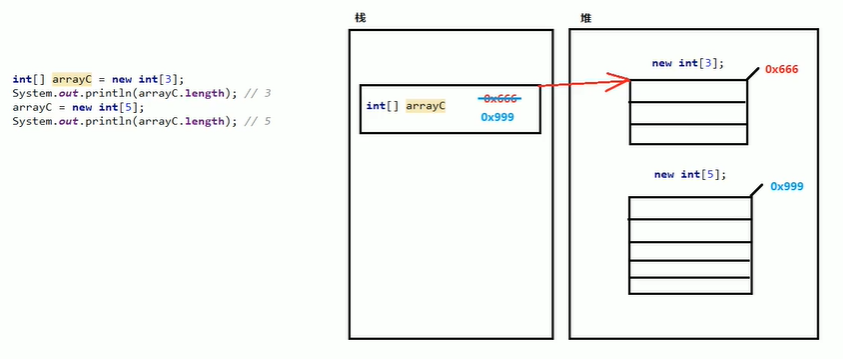 int[] arrayC = new int[3];
System.out.println(arrayC.length); // 3
arrayC = new int[5];
System.out.println(arrayC.length); // 5
栈
int[] arrayC
0x666
0x999
堆
new int[3];
0x666
new int[5];
0x999